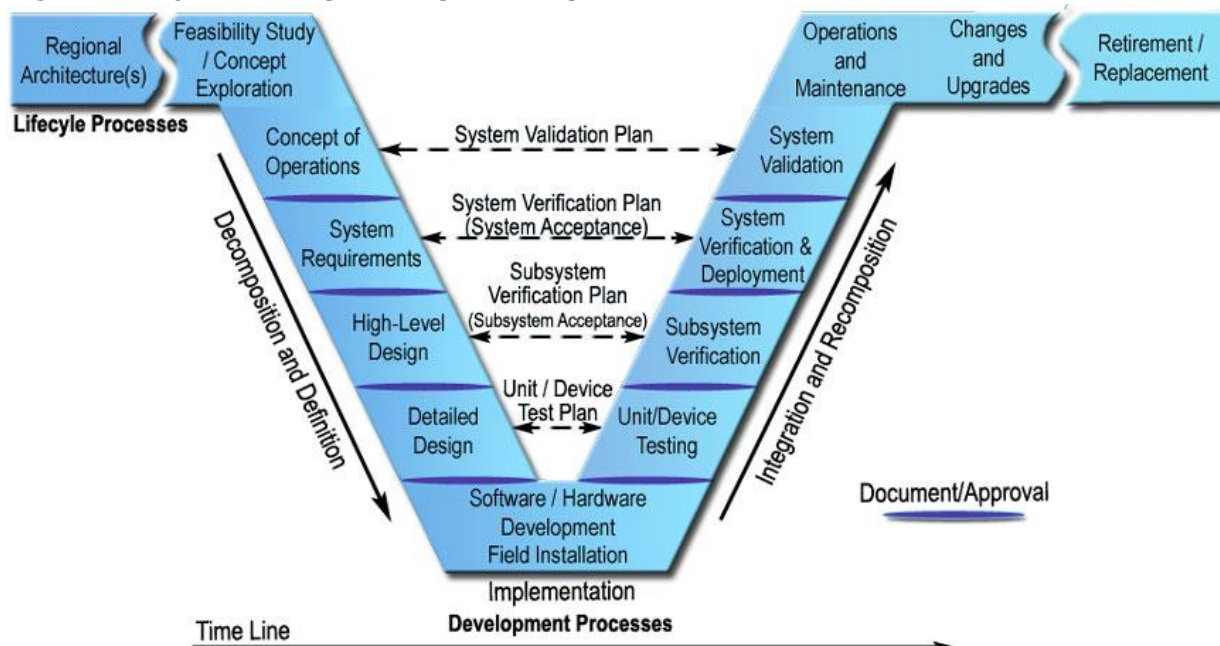 Regional
Architecture(s)
Feasibility Study
/ Concept
Exploration
Operations
and
Maintenance
Changes
and
Upgrades
Retirement /
Replacement
Lifecyle Processes
Concept of
Operations
System Validation Plan
System
Validation
System
Requirements
System Verification Plan
(System Acceptance)
System
Verification &
Deployment
High-Level
Design
Subsystem
Verification Plan
(Subsystem Acceptance)
Subsystem
Verification
Detailed
Design
Unit / Device
Test Plan
Unit/Device
Testing
Decomposition and Definition
Integration and Recomposition
Software / Hardware
Development
Field Installation
Document/Approval
Implementation
Development Processes
Time Line